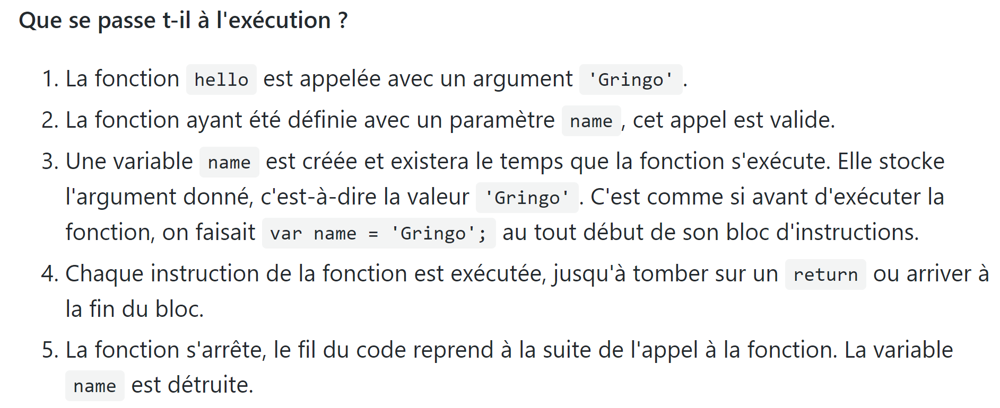 Que se passe t-il à l'exécution ?
1. La fonction hello est appelée avec un argument 'Gringo'.
2. La fonction ayant été définie avec un paramètre name, cet appel est valide.
3. Une variable name est créée et existera le temps que la fonction s'exécute. Elle stocke
l'argument donné, c'est-à-dire la valeur 'Gringo'. C'est comme si avant d'exécuter la
fonction, on faisait var name = 'Gringo'; au tout début de son bloc d'instructions.
4. Chaque instruction de la fonction est exécutée, jusqu'à tomber sur un return ou arriver à
la fin du bloc.
5. La fonction s'arrête, le fil du code reprend à la suite de l'appel à la fonction. La variable
name est détruite.